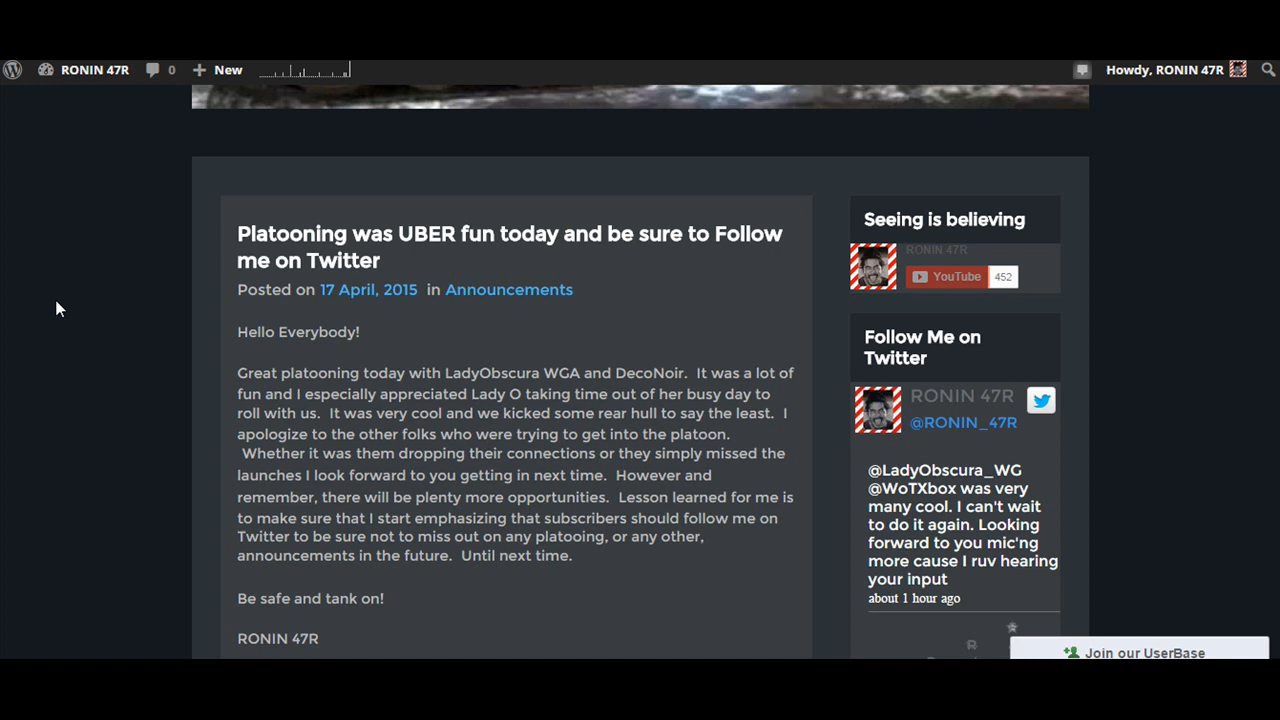 RONIN 47R
0
New
Howdy, RONIN 47R
Platooning was UBER fun today and be sure to Follow
me on Twitter
Posted on 17 April, 2015 in Announcements
Hello Everybody!
Great platooning today with LadyObscura WGA and DecoNoir. It was a lot of
fun and I especially appreciated Lady O taking time out of her busy day to
roll with us. It was very cool and we kicked some rear hull to say the least. I
apologize to the other folks who were trying to get into the platoon.
Whether it was them dropping their connections or they simply missed the
launches I look forward to you getting in next time. However and
remember, there will be plenty more opportunities. Lesson learned for me is
to make sure that I start emphasizing that subscribers should follow me on
Twitter to be sure not to miss out on any platooing, or any other,
announcements in the future. Until next time.
Be safe and tank on!
RONIN 47R
Seeing is believing
RONIN 47R
YouTube 452
Follow Me on
Twitter
RONIN 47R
@RONIN_47R
@LadyObscura_WG
@WoTXbox was very
many cool. I can't wait
to do it again. Looking
forward to you mic'ng
more cause I ruv hearing
your input
about 1 hour ago
R
Join our UserBase